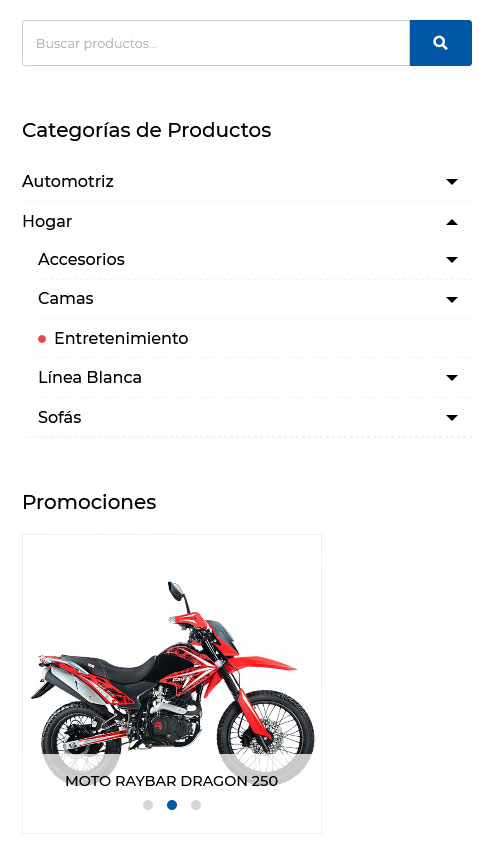 Buscar productos...
Categorías de Productos
Automotriz
Hogar
Accesorios
Camas
Entretenimiento
Línea Blanca
Sofás
Promociones
MOTO RAYBAR DRAGON 250